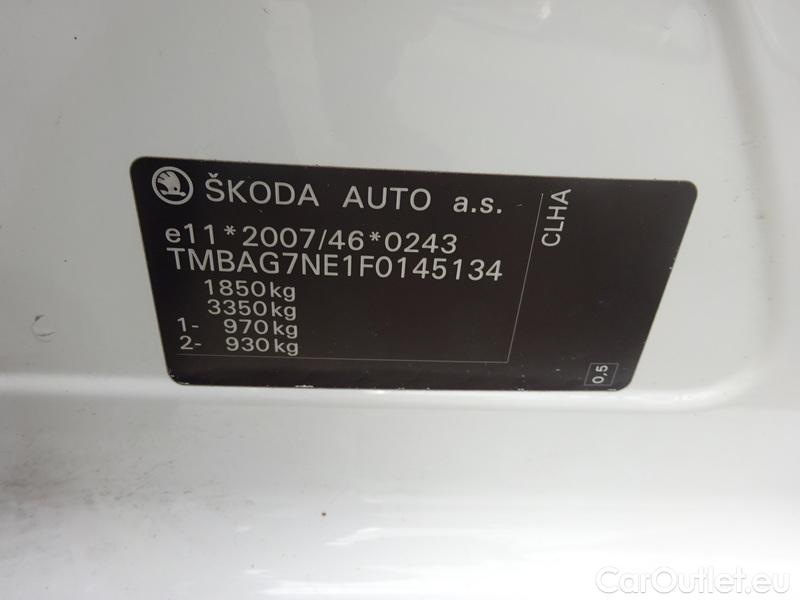 ŠKODA AUTO a.s.
e11*2007/46*0243
TMBAG7NE1F0145134
1850kg
3350kg
1- 970kg
2- 930kg
CLHA
0,5
CarOutlet.eu